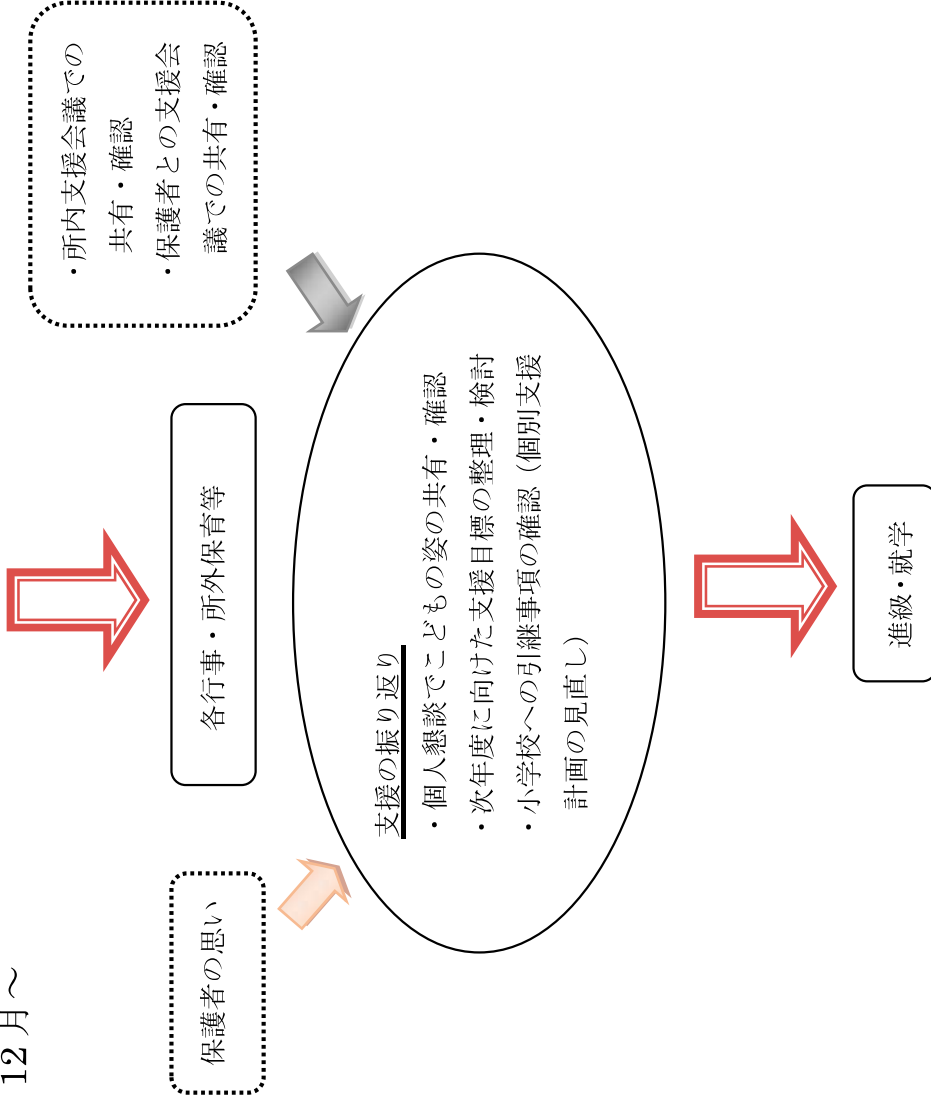 12 月～
保護者の思い
各行事・所外保育等
・所内支援会議での
共有・確認
・保護者との支援会
議での共有・確認
支援の振り返り
・個人懇談でこどもの姿の共有・確認
・次年度に向けた支援目標の整理・検討
・小学校への引継事項の確認（個別支援
計画の見直し）
進級・就学